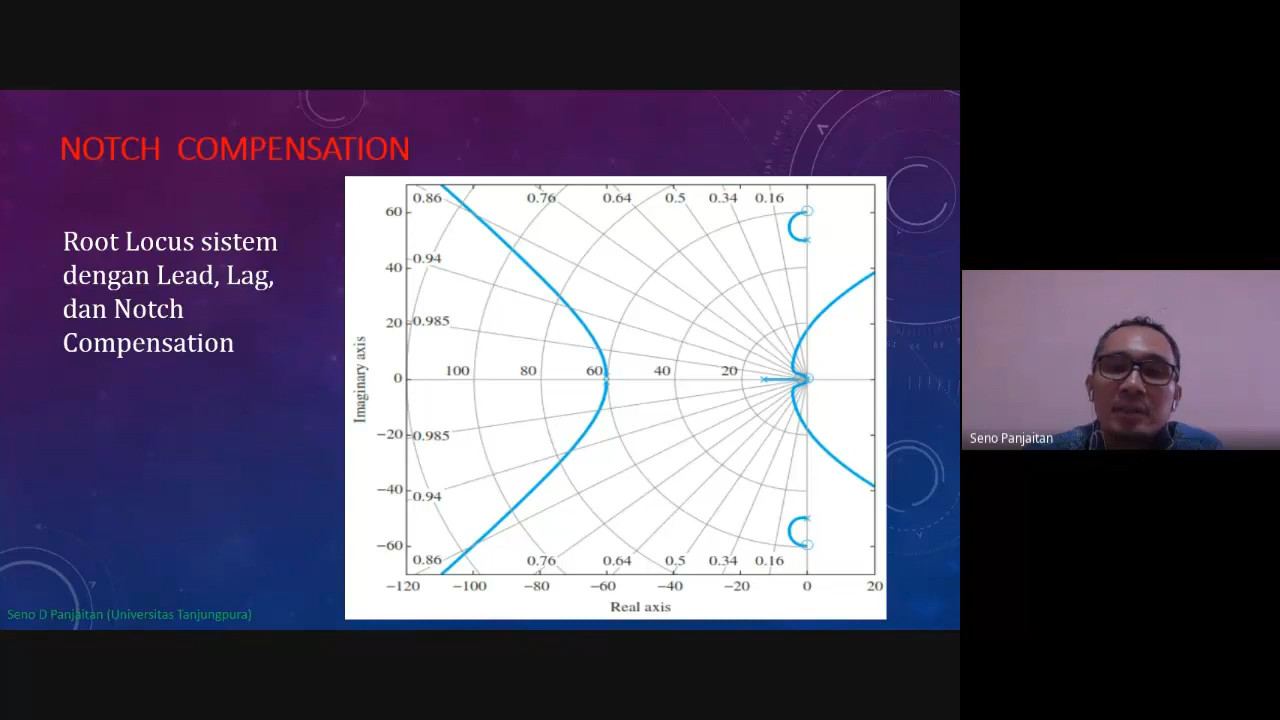 NOTCH COMPENSATION
Root Locus sistem
dengan Lead, Lag,
dan Notch
Compensation
0.86 0.76 0.64 0.5 0.34 0.16
60
0.94
40
0.985
20
100 80 60 40 20
0
−20
0.985
−40
0.94
−60
0.86 0.76 0.64 0.5 0.34 0.16
−120 −100 −80 −60 −40 −20 0 20
Real axis
Imaginary axis
Seno D Panjaitan (Universitas Tanjungpura)
Seno Panjaitan